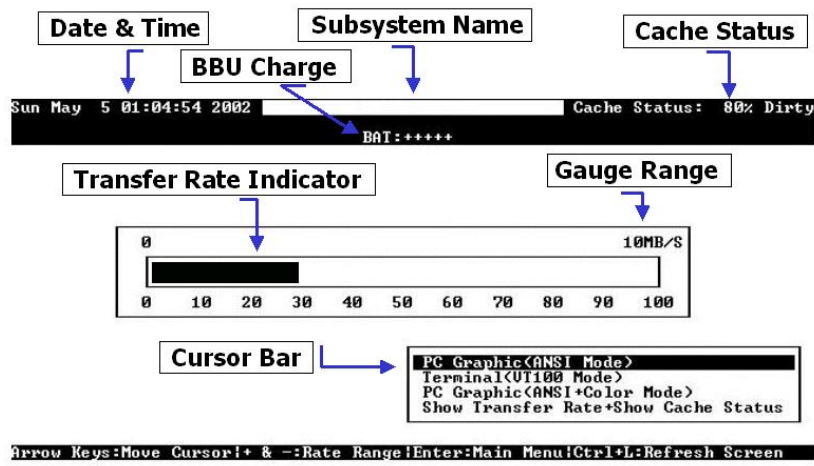 Date & Time
Subsystem Name
Cache Status
BBU Charge
Sun May 5 01:04:54 2002
Cache Status: 80% Dirty
BAT:+++++
Transfer Rate Indicator
Gauge Range
0 10MB/S
0 10 20 30 40 50 60 70 80 90 100
Cursor Bar
PC Graphic(ANSI Mode)
Terminal(VT100 Mode)
PC Graphic(ANSI+Color Mode)
Show Transfer Rate+Show Cache Status
Arrow Keys:Move Cursor|+ & -:Rate Range|Enter:Main Menu|Ctrl+L:Refresh Screen